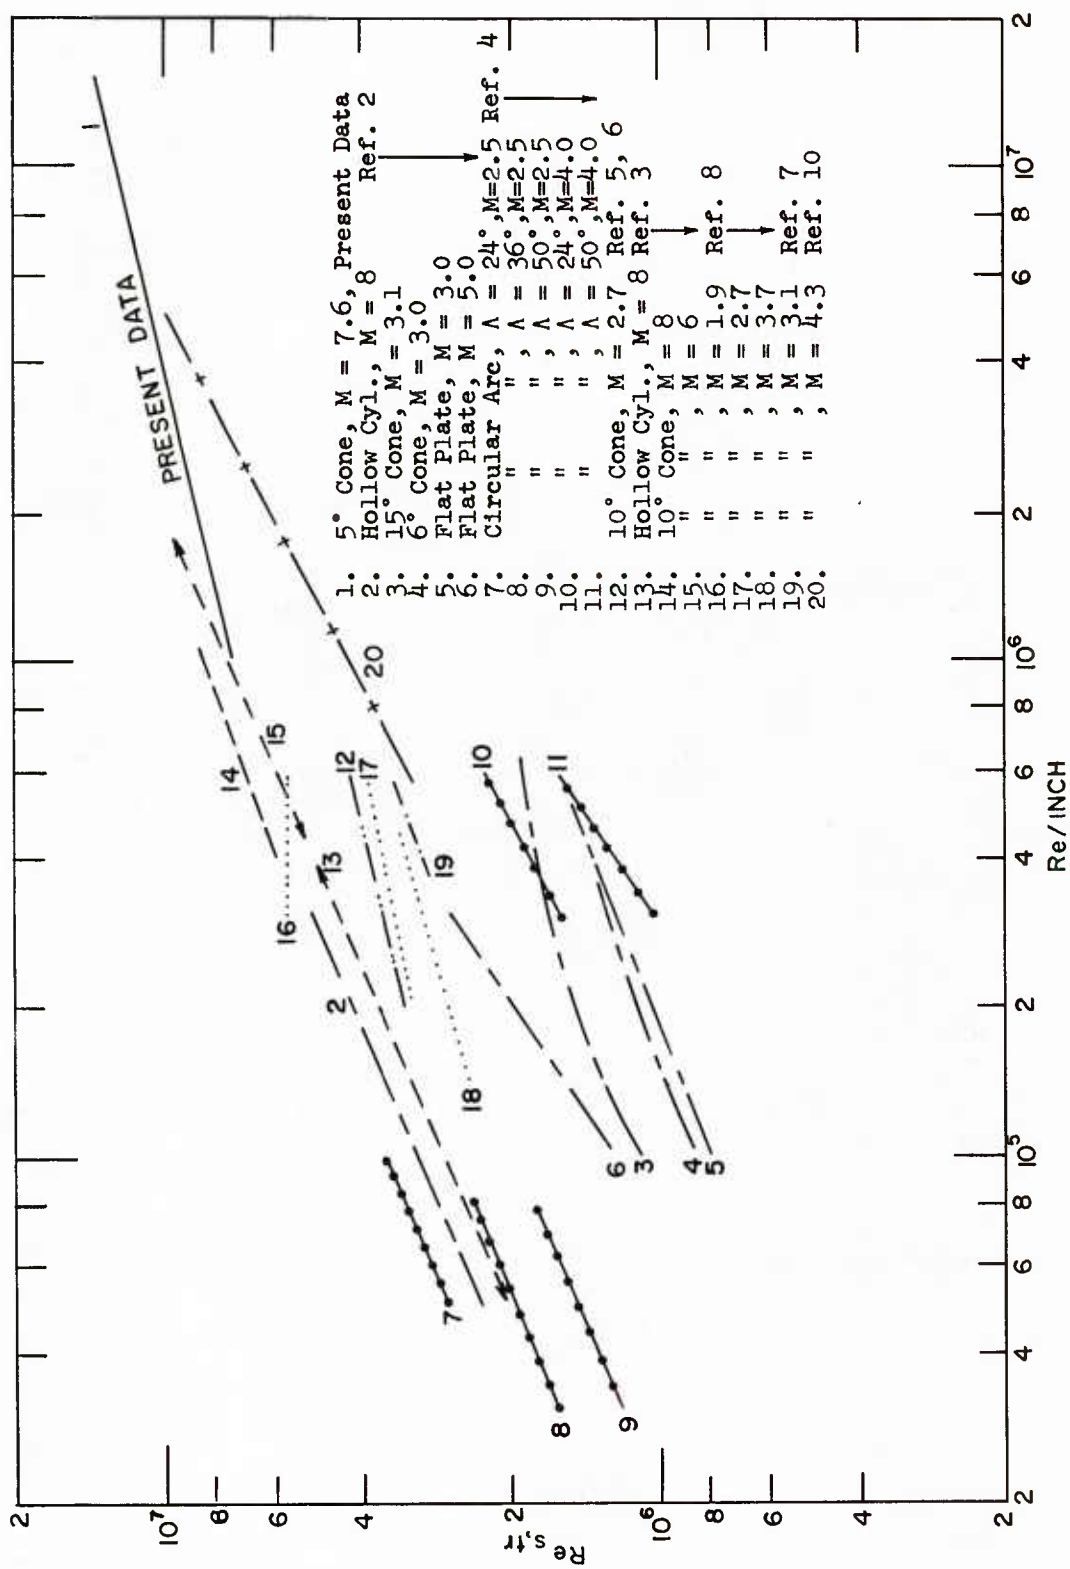 2
10⁷
8
6
4
2
10⁶
8
6
4
2
Re s,tr
2
4
6
8
10⁵
2
4
6
8
10⁶
2
4
6
8
10⁷
2
Re/INCH
PRESENT DATA
1
14
15
16
13
2
12
17
20
19
18
10
11
7
8
9
6
3
4
5
1. 5° Cone, M = 7.6, Present Data
2. Hollow Cyl., M = 8 Ref. 2
3. 15° Cone, M = 3.1
4. 6° Cone, M = 3.0
5. Flat Plate, M = 3.0
6. Flat Plate, M = 5.0
7. Circular Arc, Λ = 24°,M=2.5 Ref. 4
8. " " , Λ = 36°,M=2.5
9. " , Λ = 50°,M=2.5
10. " " , Λ = 24°,M=4.0
11. " , Λ = 50°,M=4.0
12. 10° Cone, M = 2.7 Ref. 5, 6
13. Hollow Cyl., M = 8 Ref. 3
14. 10° Cone, M = 8
15. " " , M = 6
16. " " , M = 1.9 Ref. 8
17. " " , M = 2.7
18. " " , M = 3.7
19. " " , M = 3.1 Ref. 7
20. " " , M = 4.3 Ref. 10